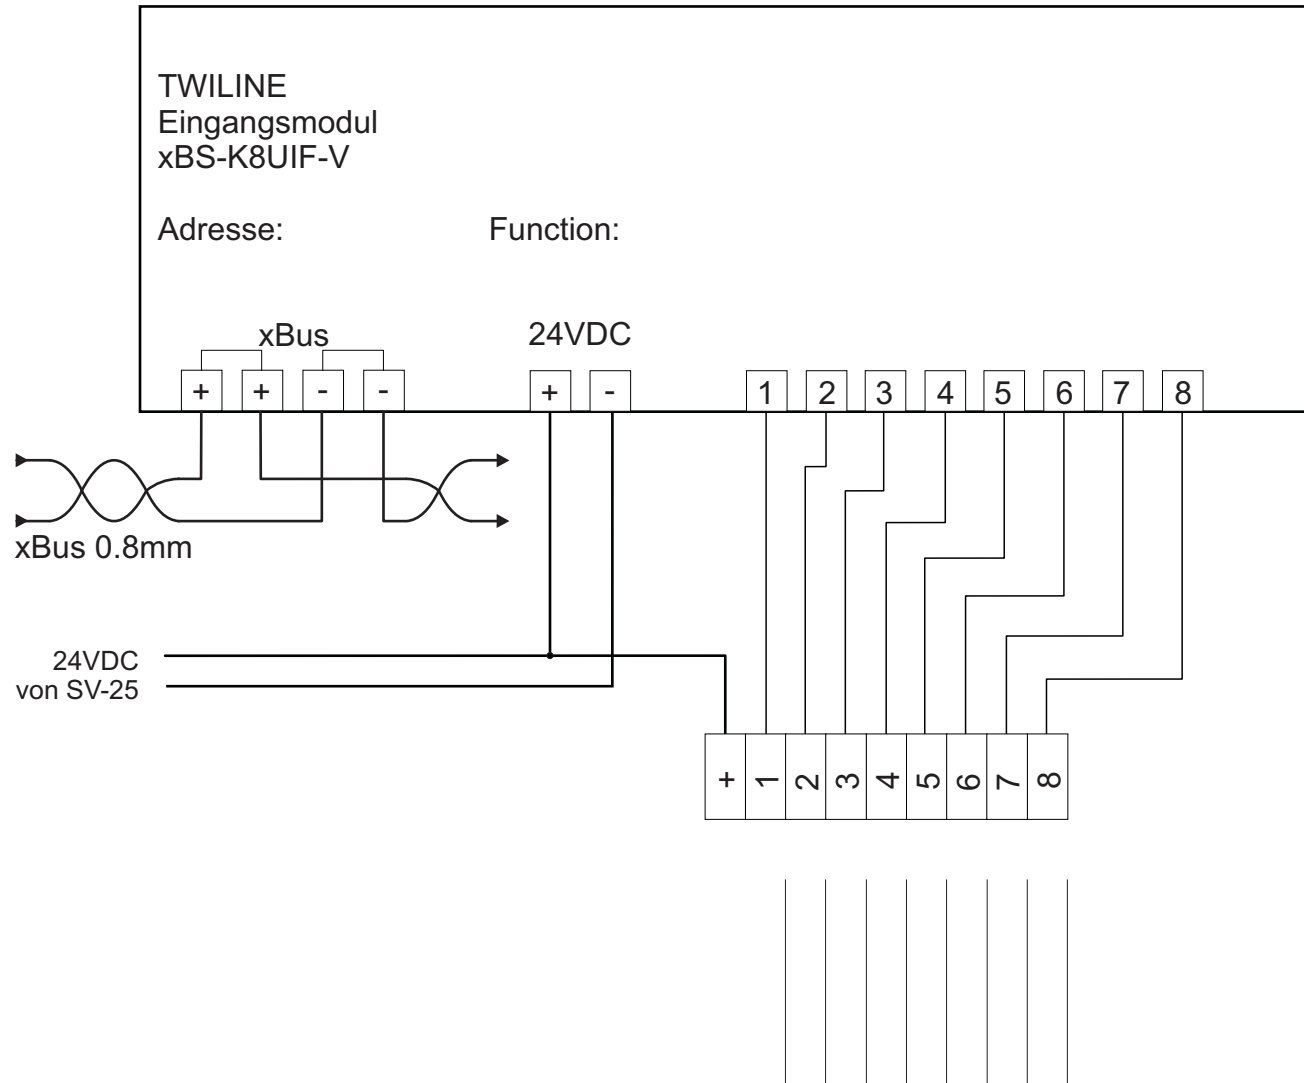 TWILINE
Eingangsmodul
xBS-K8UIF-V
Adresse: Function:
xBus 24VDC
+ + - - + - 1 2 3 4 5 6 7 8
xBus 0.8mm
24VDC
von SV-25
+ 1 2 3 4 5 6 7 8